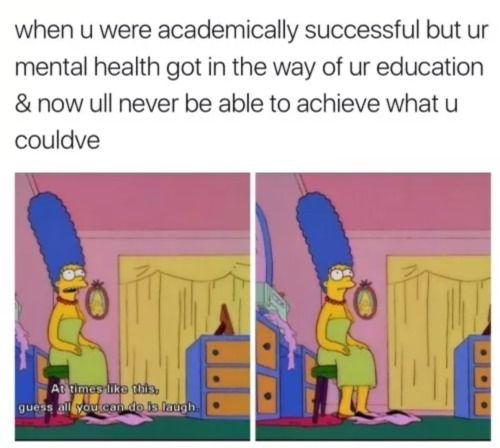 when u were academically successful but ur
mental health got in the way of ur education
& now ull never be able to achieve what u
couldve
At times like this,
guess all you can do is laugh.